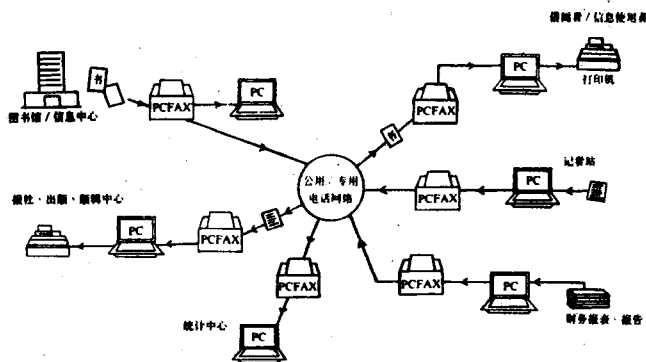 借阅者/信息使用者
PC
打印机
书
PCFAX
PC
PCFAX
图书馆/信息中心
书
公用、专用
电话网络
记者站
PCFAX
PC
报社、出版、编辑中心
PC
PCFAX
PCFAX
PC
财务报表、报告
PCFAX
统计中心
PC